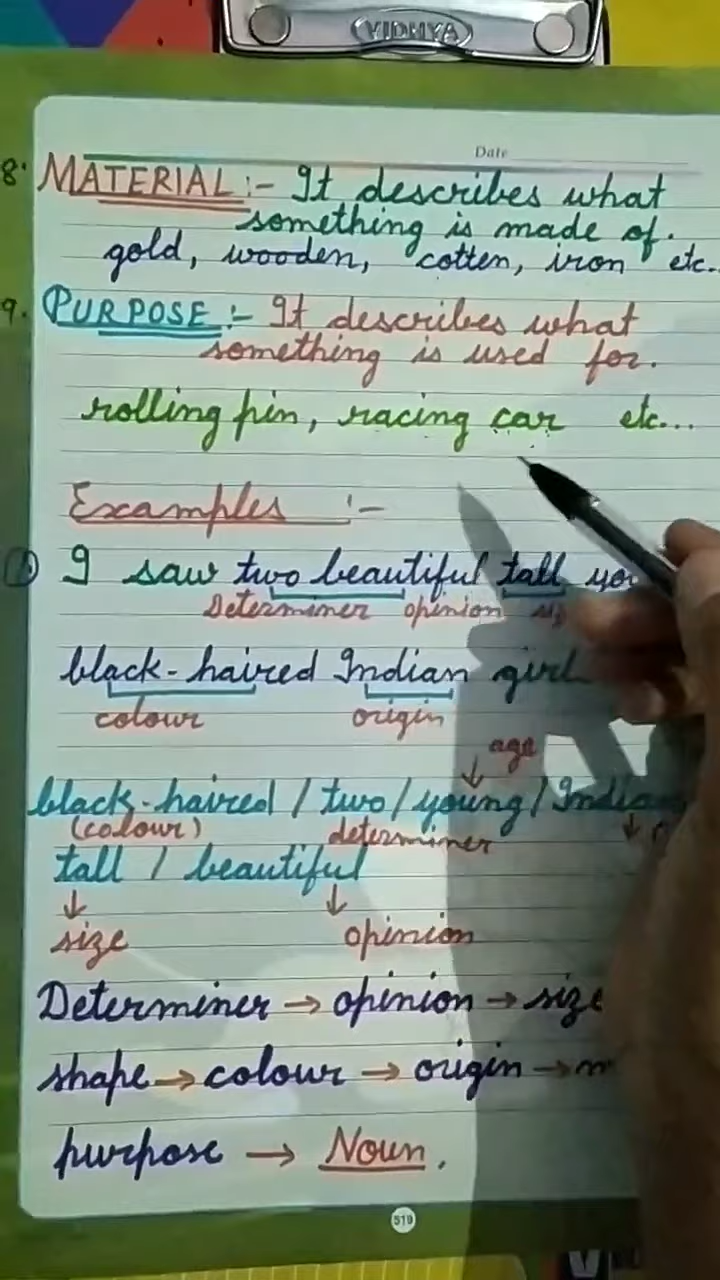 VIDHYA
Date
8. MATERIAL :- It describes what
something is made of.
gold, wooden, cotten, iron etc..
9. PURPOSE :- It describes what
something is used for.
rolling pin, racing car etc...
Examples :-
I saw two beautiful tall
Determiner opinion
black-haired Indian girl
colour origin
age
black-haired / two / young / Indian
(colour) determiner
tall / beautiful
size opinion
Determiner → opinion → size
shape → colour → origin →
purpose → Noun.
519